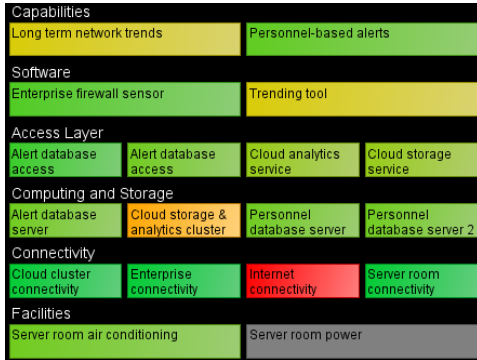 Capabilities
Long term network trends
Personnel-based alerts
Software
Enterprise firewall sensor
Trending tool
Access Layer
Alert database
access
Alert database
access
Cloud analytics
service
Cloud storage
service
Computing and Storage
Alert database
server
Cloud storage &
analytics cluster
Personnel
database server
Personnel
database server 2
Connectivity
Cloud cluster
connectivity
Enterprise
connectivity
Internet
connectivity
Server room
connectivity
Facilities
Server room air conditioning
Server room power